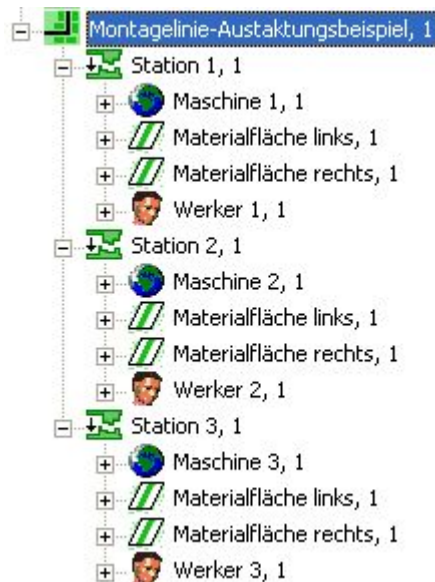 Montagelinie-Austaktungsbeispiel, 1
Station 1, 1
Maschine 1, 1
Materialfläche links, 1
Materialfläche rechts, 1
Werker 1, 1
Station 2, 1
Maschine 2, 1
Materialfläche links, 1
Materialfläche rechts, 1
Werker 2, 1
Station 3, 1
Maschine 3, 1
Materialfläche links, 1
Materialfläche rechts, 1
Werker 3, 1